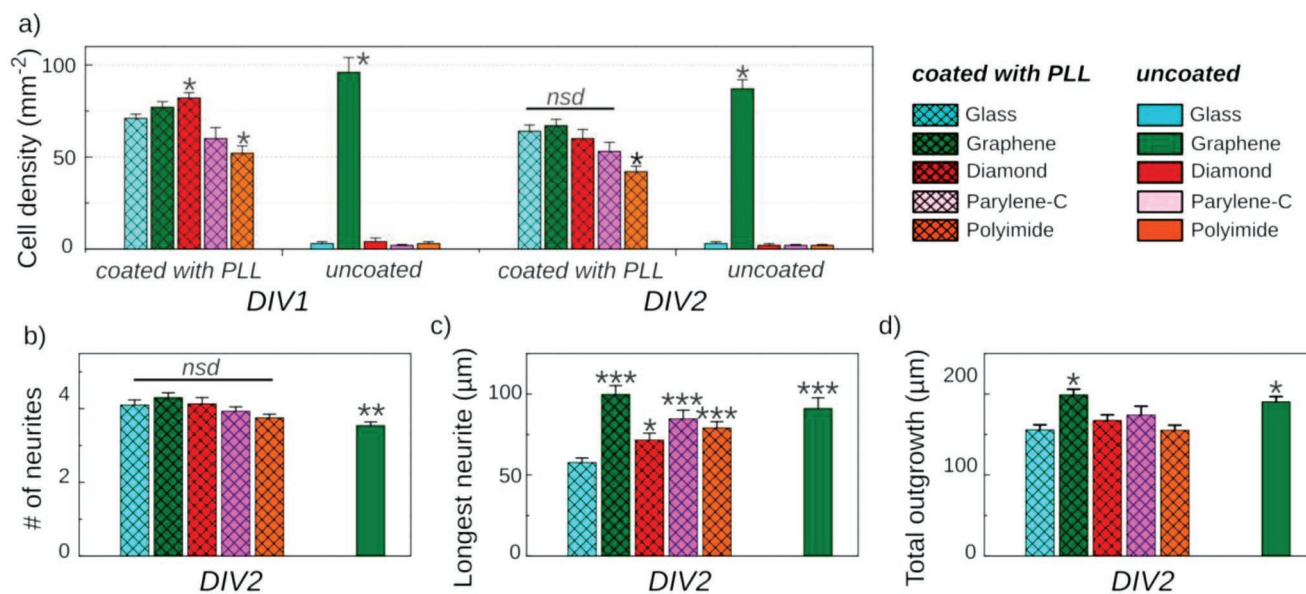 a)
Cell density (mm-2)
100
50
0
*
*
*
nsd
*
*
coated with PLL
uncoated
coated with PLL
uncoated
DIV1
DIV2
coated with PLL
uncoated
Glass
Glass
Graphene
Graphene
Diamond
Diamond
Parylene-C
Parylene-C
Polyimide
Polyimide
b)
# of neurites
4
2
0
nsd
**
DIV2
c)
Longest neurite (µm)
100
50
0
***
*
***
***
***
DIV2
d)
Total outgrowth (µm)
200
100
0
*
*
DIV2